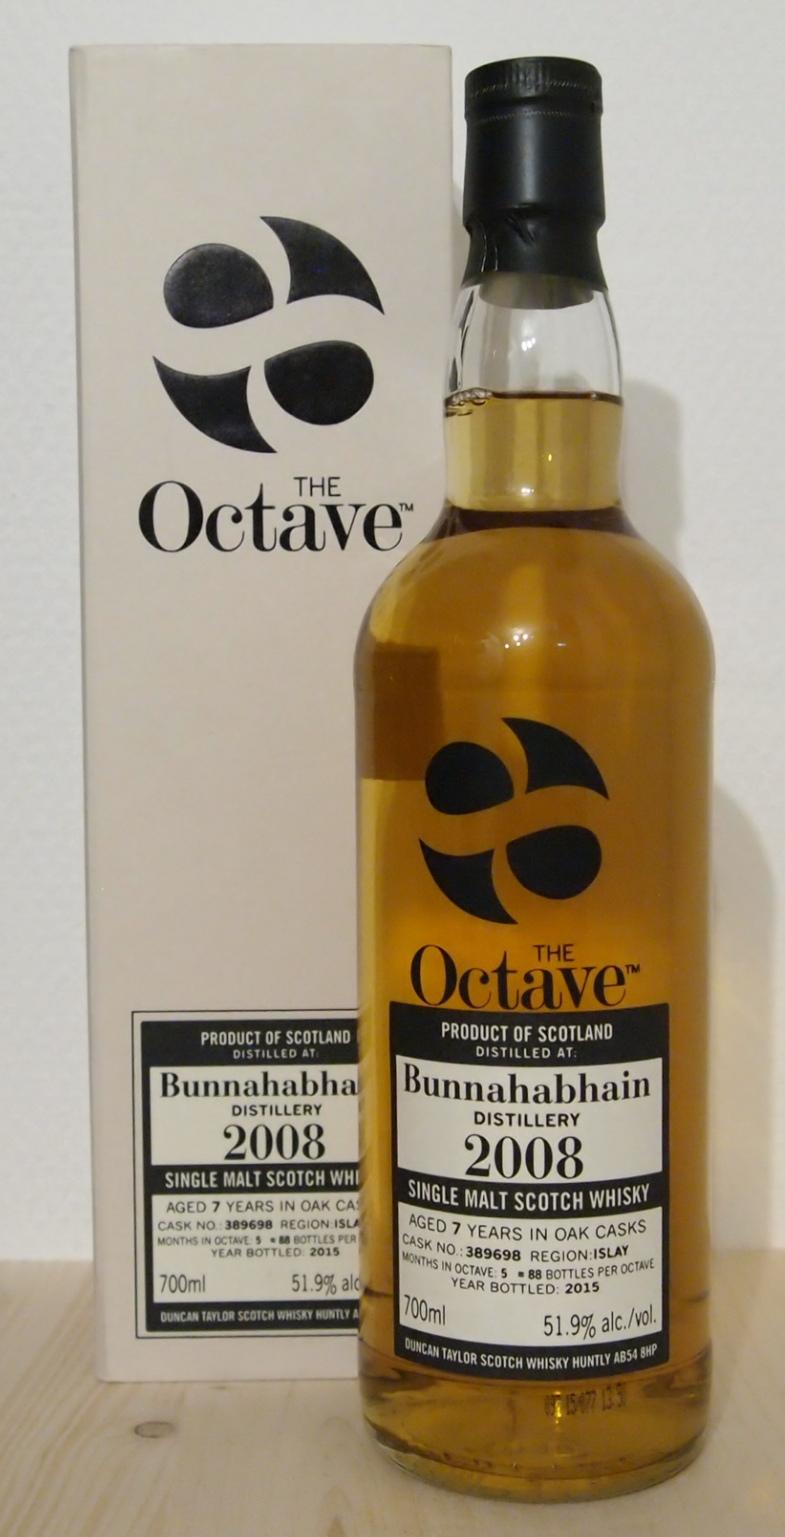 THE
Octave™
PRODUCT OF SCOTLAND
DISTILLED AT:
Bunnahabha
DISTILLERY
2008
SINGLE MALT SCOTCH WHI
AGED 7 YEARS IN OAK CAS
CASK NO.: 389698 REGION: ISLA
MONTHS IN OCTAVE: 5 ■ 88 BOTTLES PER
YEAR BOTTLED: 2015
700ml 51.9% alc
DUNCAN TAYLOR SCOTCH WHISKY HUNTLY A
THE
Octave™
PRODUCT OF SCOTLAND
DISTILLED AT:
Bunnahabhain
DISTILLERY
2008
SINGLE MALT SCOTCH WHISKY
AGED 7 YEARS IN OAK CASKS
CASK NO.: 389698 REGION: ISLAY
MONTHS IN OCTAVE: 5 ■ 88 BOTTLES PER OCTAVE
YEAR BOTTLED: 2015
700ml 51.9% alc./vol.
DUNCAN TAYLOR SCOTCH WHISKY HUNTLY AB54 8HP